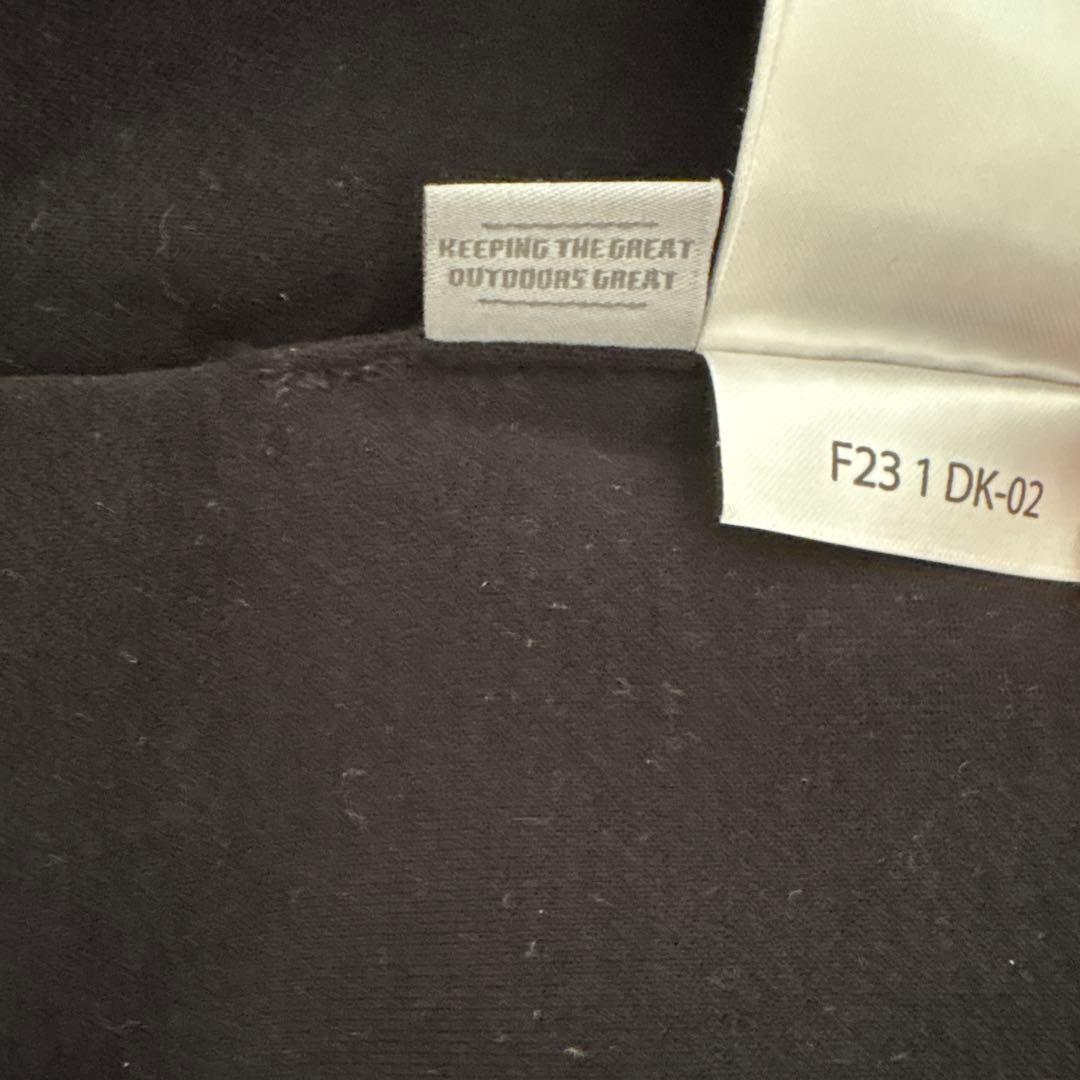 KEEPING THE GREAT
OUTDOORS GREAT
F23 1 DK-02